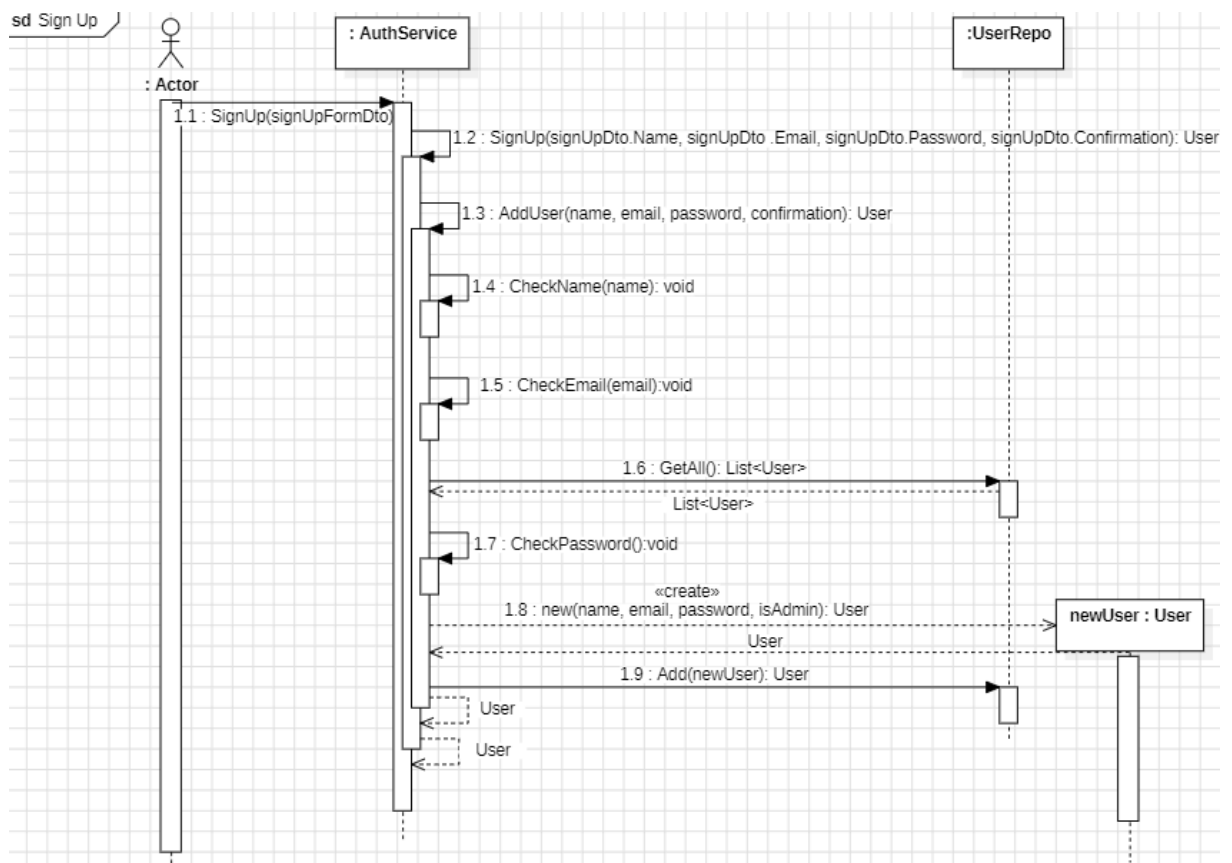 sd Sign Up
: AuthService
:UserRepo
: Actor
1.1 : SignUp(signUpFormDto)
1.2 : SignUp(signUpDto.Name, signUpDto .Email, signUpDto.Password, signUpDto.Confirmation): User
1.3 : AddUser(name, email, password, confirmation): User
1.4 : CheckName(name): void
1.5 : CheckEmail(email):void
1.6 : GetAll(): List<User>
List<User>
1.7 : CheckPassword():void
«create»
1.8 : new(name, email, password, isAdmin): User
newUser : User
User
1.9 : Add(newUser): User
User
User